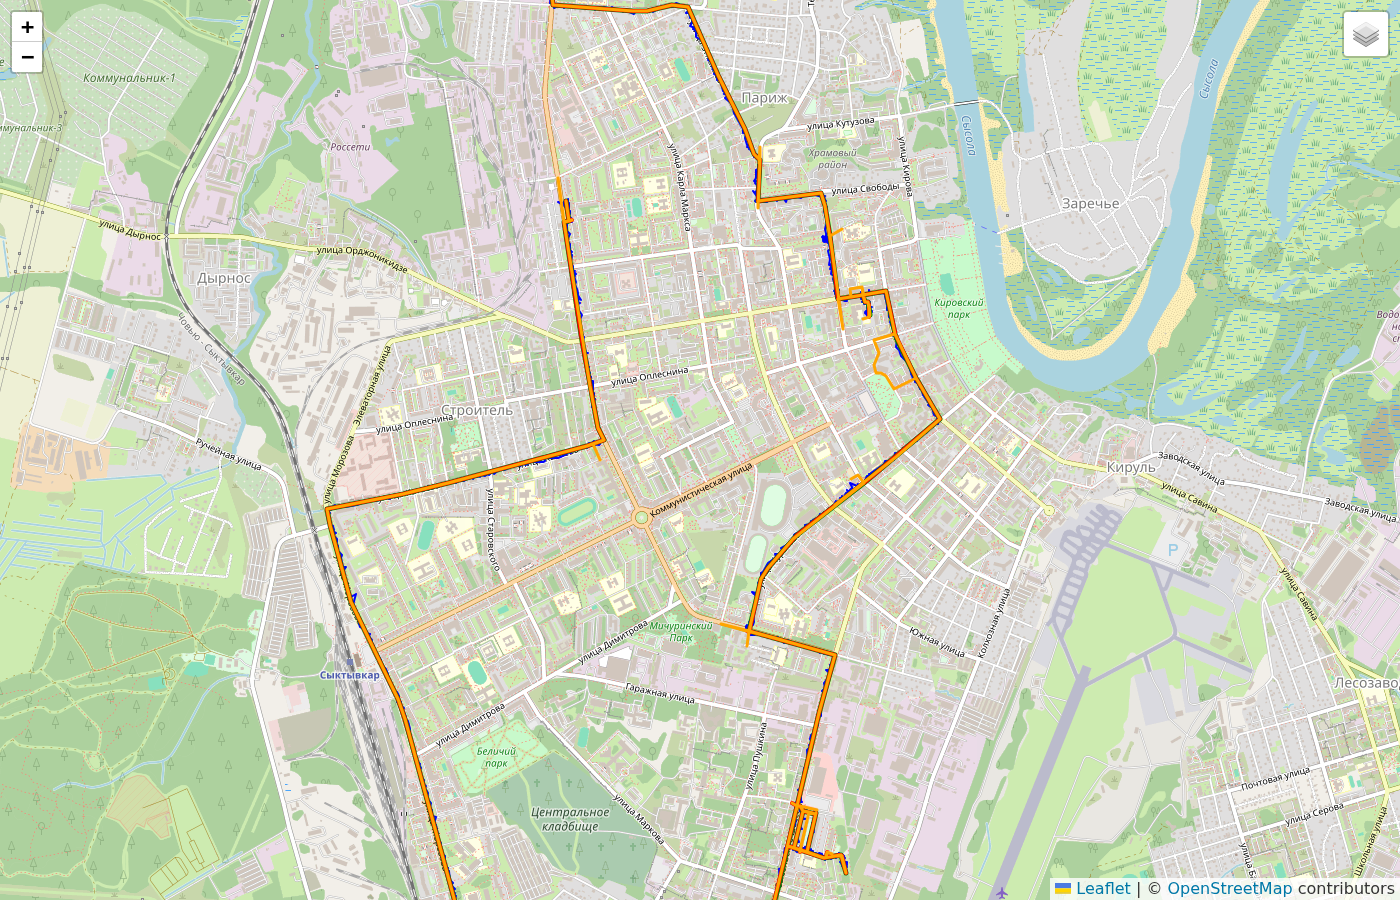 +
−
Коммунальник-1
ммунальник-3
Россети
Париж
улица Кутузова
Храмовый
район
улица Кирова
улица Карла Маркса
улица Свободы
Сысола
Сысола
Заречье
улица Дырнос
улица Орджоникидзе
Дырнос
Човью - Сыктывкар
Кировский
парк
улица Морозова - Элеваторная улица
улица Оплеснина
Строитель
улица Оплеснина
Ручейная улица
Коммунистическая улица
улица Старовского
Кируль
Заводская улица
улица Савина
Заводская улица
P
улица Савина
Мичуринский
Парк
улица Димитрова
Южная улица
Колхозная улица
Сыктывкар
Гаражная улица
улица Димитрова
Беличий
парк
улица Пушкина
Лесозаво
Почтовая улица
улица Серова
Центральное
кладбище
улица Маркова
Школьная улица
Leaflet | © OpenStreetMap contributors